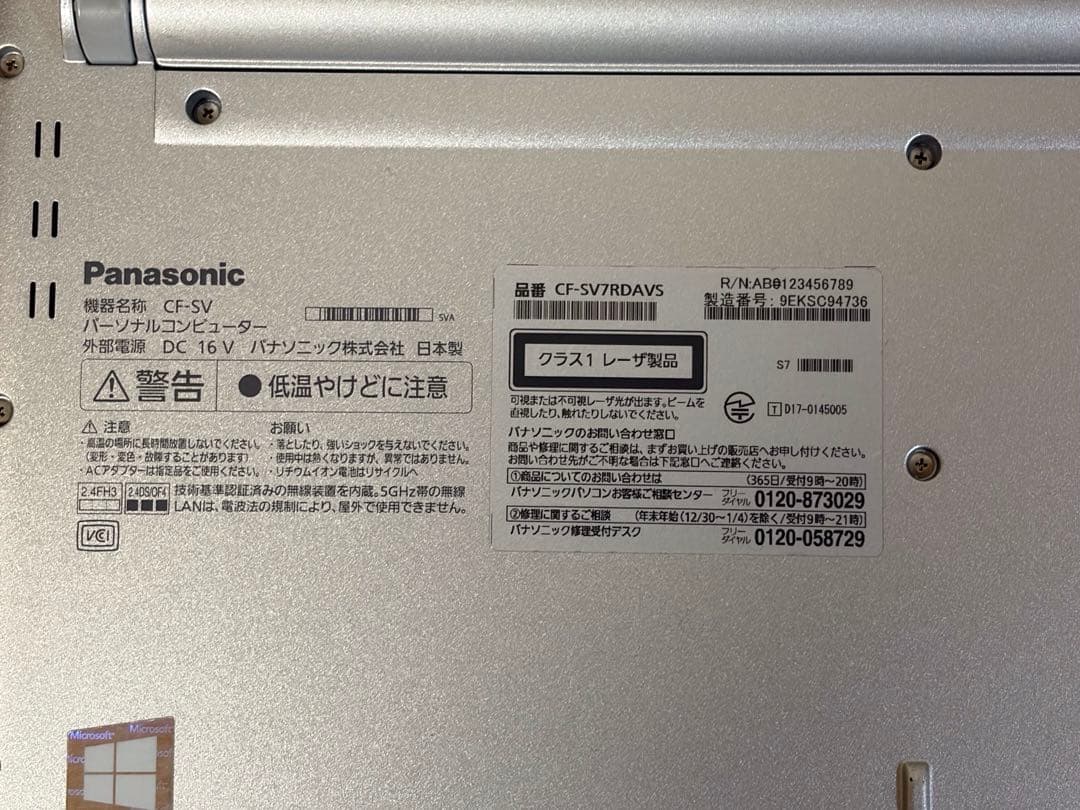 Panasonic
機器名称 CF-SV
パーソナルコンピューター
SVA
外部電源 DC 16 V パナソニック株式会社 日本製
警告 ●低温やけどに注意
注意
・高温の場所に長時間放置しないでください。
(変形・変色・故障することがあります)
・ACアダプターは指定品をご使用ください。
お願い
・落としたり、強いショックを与えないでください。
・使用中は熱くなりますが、異常ではありません。
・リチウムイオン電池はリサイクルへ
2.4FH3 2.4DS/OF4 技術基準認証済みの無線装置を内蔵。5GHz帯の無線
LANは、電波法の規制により、屋外で使用できません。
VCI
品番 CF-SV7RDAVS
R/N:AB0123456789
製造番号: 9EKSC94736
クラス1 レーザ製品
S7
可視または不可視レーザ光が出ます。ビームを
直視したり、触れたりしないでください。
T D17-0145005
パナソニックのお問い合わせ窓口
商品や修理に関するご相談は、まずお買い上げの販売店へお申し付けください。
お問い合わせ先がご不明な場合は下記窓口へご連絡ください。
①商品についてのお問い合わせは (365日/受付9時〜20時)
パナソニックパソコンお客様ご相談センター フリーダイヤル 0120-873029
②修理に関するご相談 (年末年始(12/30〜1/4)を除く/受付9時〜21時)
パナソニック修理受付デスク フリーダイヤル 0120-058729
Microsoft Microsoft